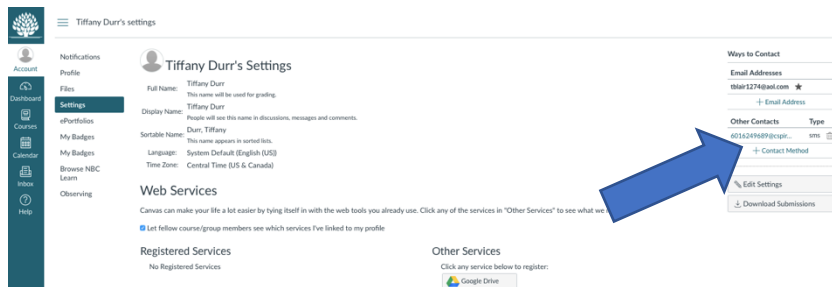 Tiffany Durr's settings
Account
Dashboard
Courses
Calendar
Inbox
Help
Notifications
Profile
Files
Settings
ePortfolios
My Badges
My Badges
Browse NBC
Learn
Observing
Tiffany Durr's Settings
Full Name: Tiffany Durr
This name will be used for grading.
Display Name: Tiffany Durr
People will see this name in discussions, messages and comments.
Sortable Name: Durr, Tiffany
This name appears in sorted lists.
Language: System Default (English (US))
Time Zone: Central Time (US & Canada)
Web Services
Canvas can make your life a lot easier by tying itself in with the web tools you already use. Click any of the services in "Other Services" to see what we
Let fellow course/group members see which services I've linked to my profile
Registered Services
No Registered Services
Other Services
Click any service below to register:
Google Drive
Ways to Contact
Email Addresses
tblair1274@aol.com
+ Email Address
Other Contacts Type
6016249689@cspir... sms
+ Contact Method
Edit Settings
Download Submissions